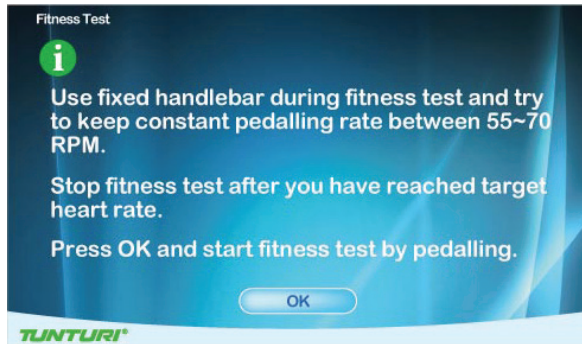 Fitness Test
i
Use fixed handlebar during fitness test and try
to keep constant pedalling rate between 55~70
RPM.
Stop fitness test after you have reached target
heart rate.
Press OK and start fitness test by pedalling.
OK
TUNTURI®